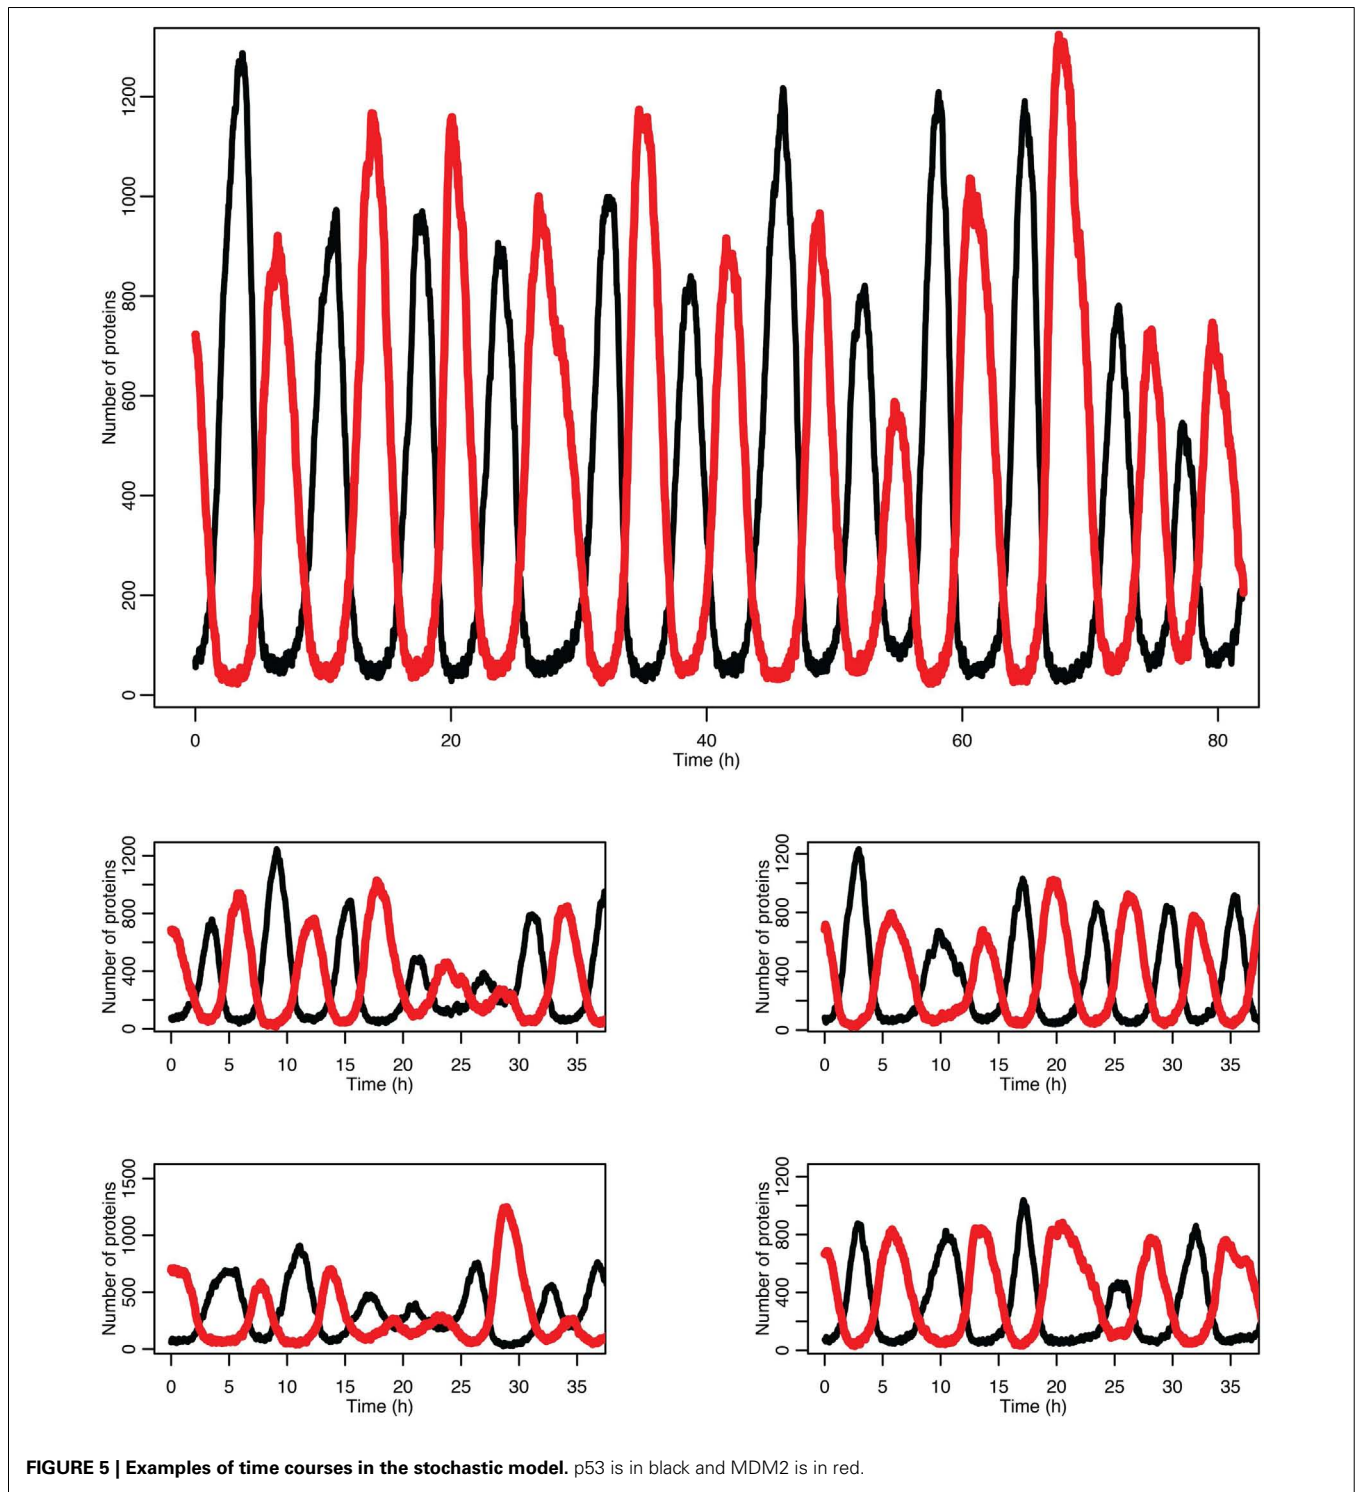 Number of proteins
0
200
400
600
800
1000
1200
0 20 40 60 80
Time (h)
Number of proteins
0
400
800
1200
0 5 10 15 20 25 30 35
Time (h)
Number of proteins
0
400
800
1200
0 5 10 15 20 25 30 35
Time (h)
Number of proteins
0
500
1000
1500
0 5 10 15 20 25 30 35
Time (h)
Number of proteins
0
400
800
1200
0 5 10 15 20 25 30 35
Time (h)
FIGURE 5 | Examples of time courses in the stochastic model. p53 is in black and MDM2 is in red.